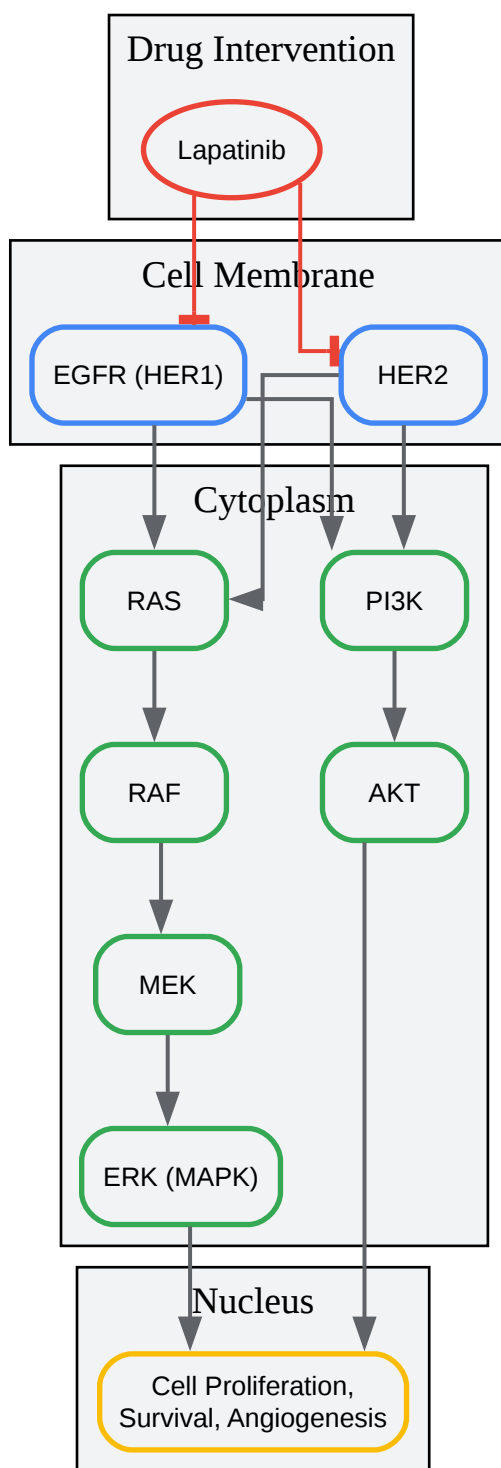 Drug Intervention
Lapatinib
Cell Membrane
EGFR (HER1)
HER2
Cytoplasm
RAS
PI3K
RAF
AKT
MEK
ERK (MAPK)
Nucleus
Cell Proliferation,
Survival, Angiogenesis